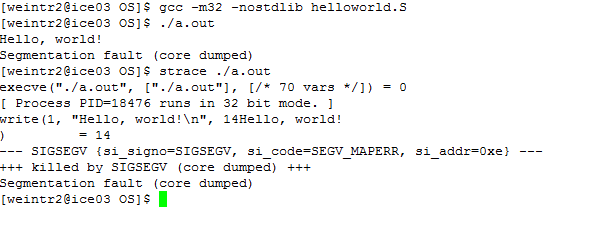 [weintr2@ice03 OS]$ gcc -m32 -nostdlib helloworld.S
[weintr2@ice03 OS]$ ./a.out
Hello, world!
Segmentation fault (core dumped)
[weintr2@ice03 OS]$ strace ./a.out
execve("./a.out", ["./a.out"], [/* 70 vars */]) = 0
[ Process PID=18476 runs in 32 bit mode. ]
write(1, "Hello, world!\n", 14Hello, world!
)         = 14
--- SIGSEGV {si_signo=SIGSEGV, si_code=SEGV_MAPERR, si_addr=0xe} ---
+++ killed by SIGSEGV (core dumped) +++
Segmentation fault (core dumped)
[weintr2@ice03 OS]$